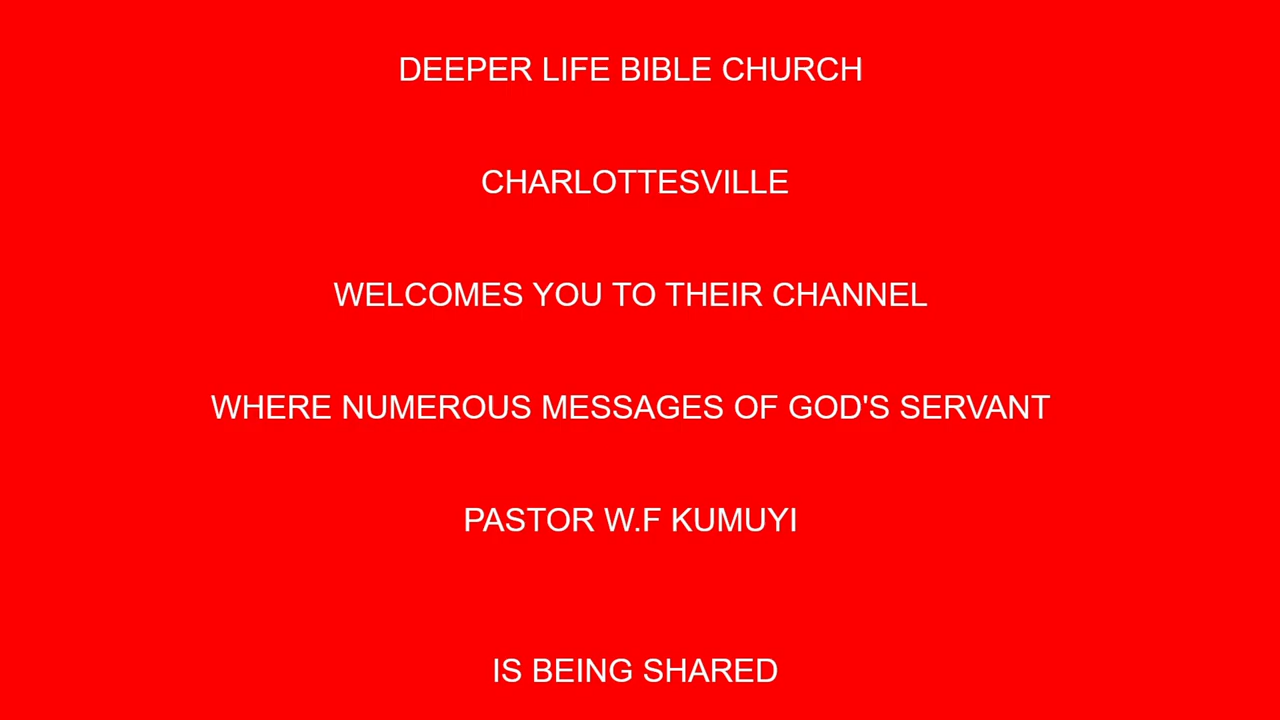 DEEPER LIFE BIBLE CHURCH
CHARLOTTESVILLE
WELCOMES YOU TO THEIR CHANNEL
WHERE NUMEROUS MESSAGES OF GOD'S SERVANT
PASTOR W.F KUMUYI
IS BEING SHARED